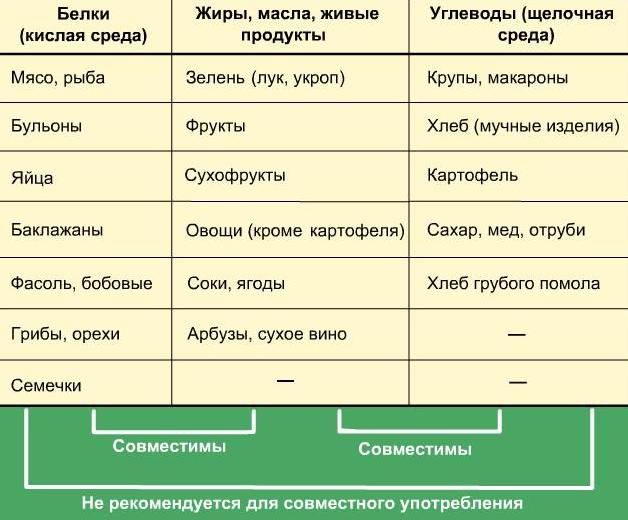 Белки
(кислая среда)
Жиры, масла, живые
продукты
Углеводы (щелочная
среда)
Мясо, рыба
Зелень (лук, укроп)
Крупы, макароны
Бульоны
Фрукты
Хлеб (мучные изделия)
Яйца
Сухофрукты
Картофель
Баклажаны
Овощи (кроме картофеля)
Сахар, мед, отруби
Фасоль, бобовые
Соки, ягоды
Хлеб грубого помола
Грибы, орехи
Арбузы, сухое вино
—
Семечки
—
—
Совместимы
Совместимы
Не рекомендуется для совместного употребления